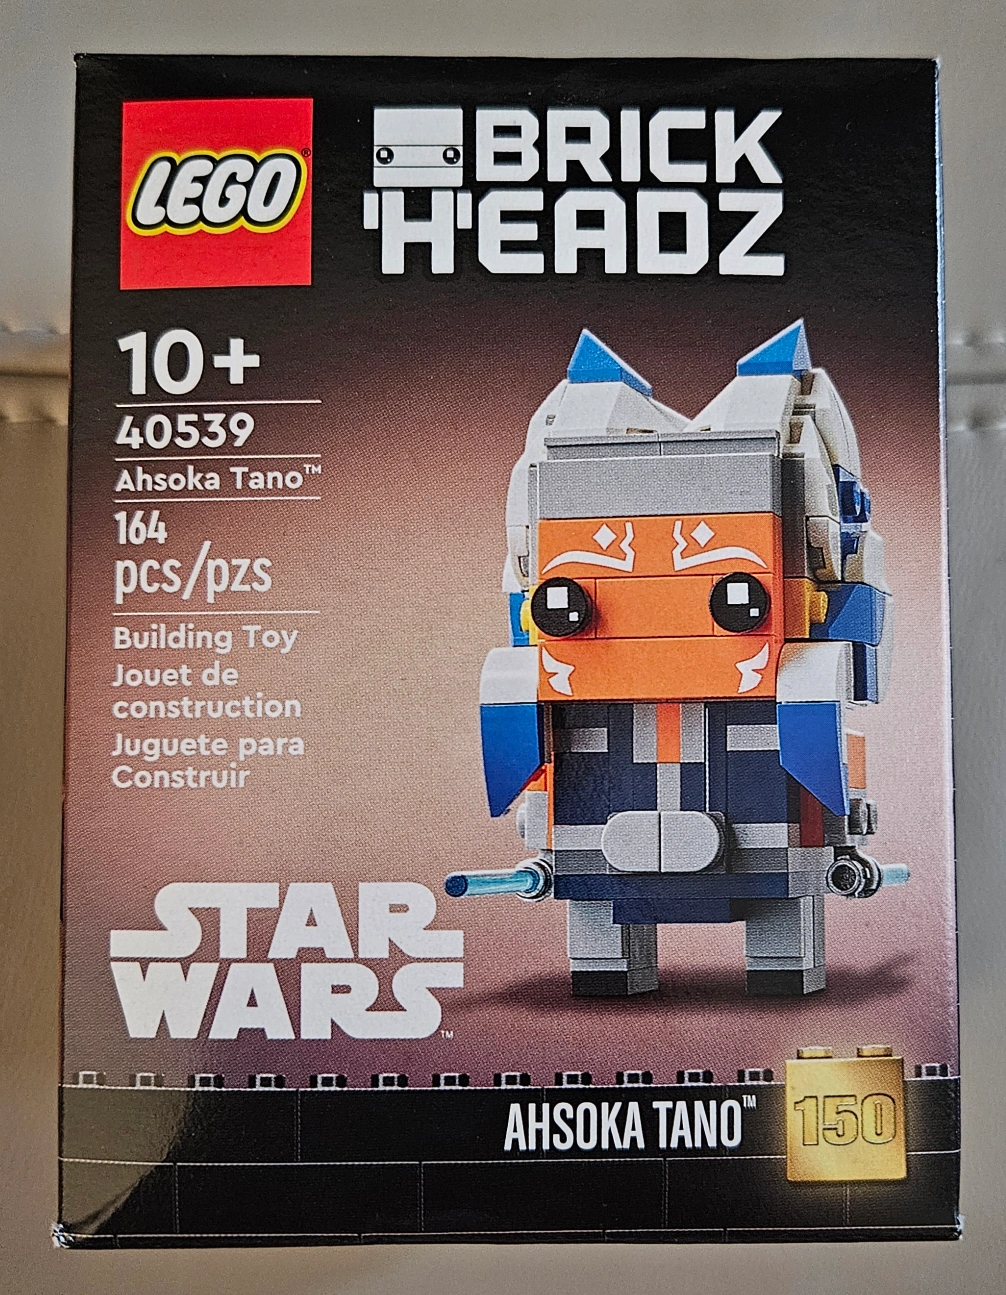 LEGO®
BRICK
HEADZ
10+
40539
Ahsoka Tano™
164
pcs/pzs
Building Toy
Jouet de
construction
Juguete para
Construir
STAR
WARS™
AHSOKA TANO™
150